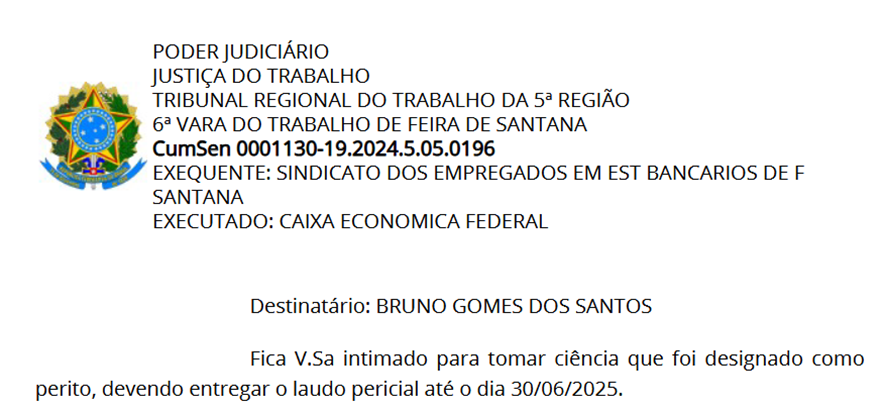 PODER JUDICIÁRIO
JUSTIÇA DO TRABALHO
TRIBUNAL REGIONAL DO TRABALHO DA 5ª REGIÃO
6ª VARA DO TRABALHO DE FEIRA DE SANTANA
CumSen 0001130-19.2024.5.05.0196
EXEQUENTE: SINDICATO DOS EMPREGADOS EM EST BANCARIOS DE F
SANTANA
EXECUTADO: CAIXA ECONOMICA FEDERAL
Destinatário: BRUNO GOMES DOS SANTOS
Fica V.Sa intimado para tomar ciência que foi designado como
perito, devendo entregar o laudo pericial até o dia 30/06/2025.